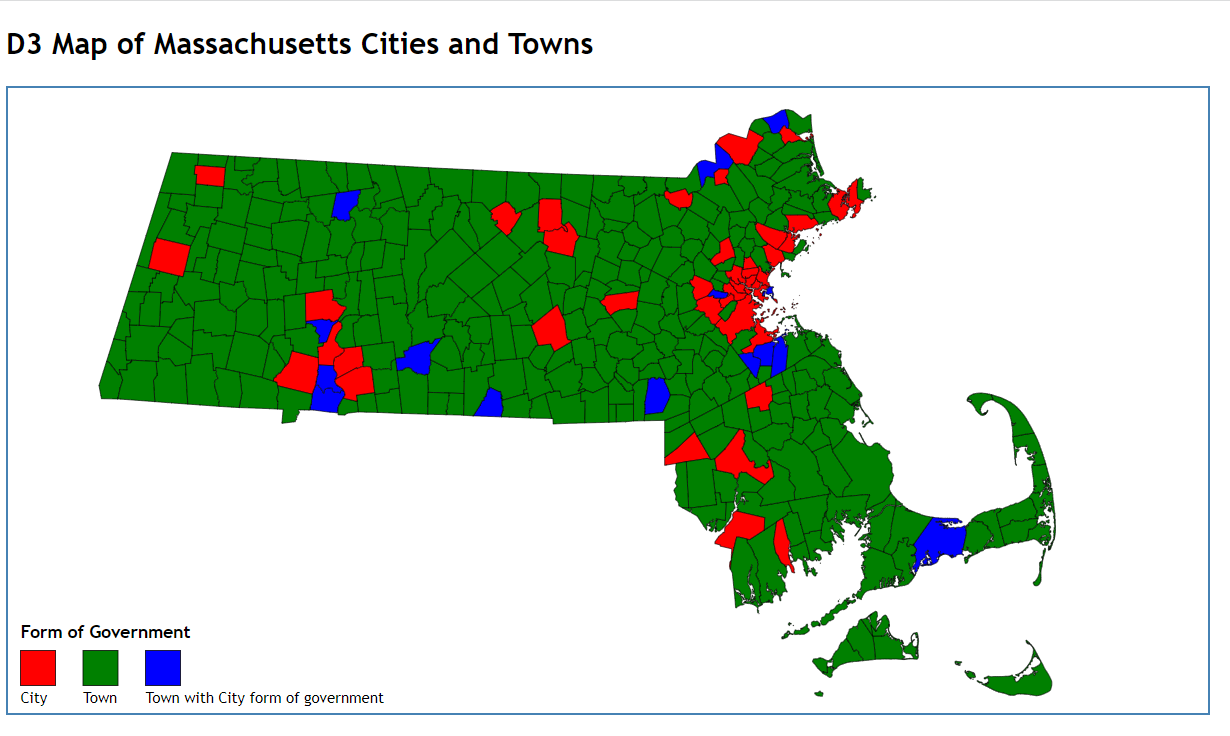 D3 Map of Massachusetts Cities and Towns
Form of Government
City
Town
Town with City form of government